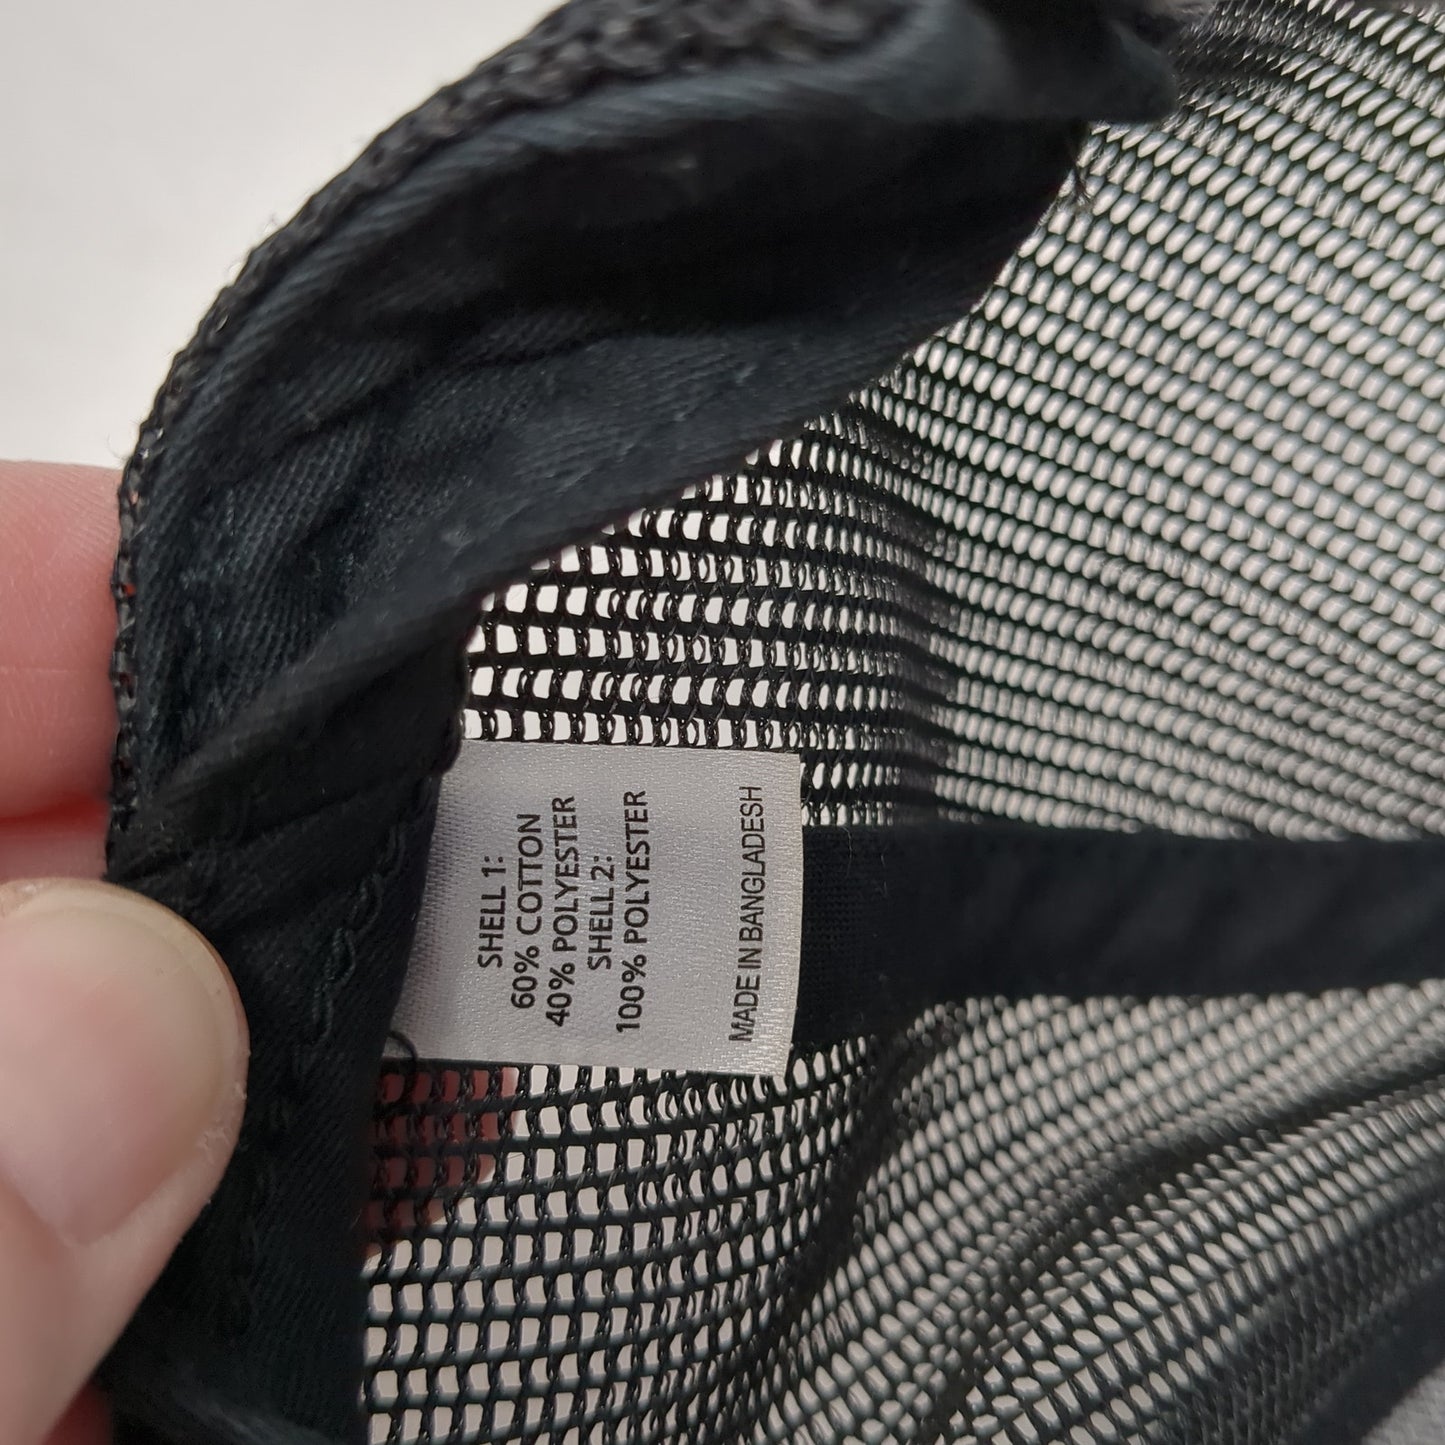 SHELL 1:
60% COTTON
40% POLYESTER
SHELL 2:
100% POLYESTER
MADE IN BANGLADESH